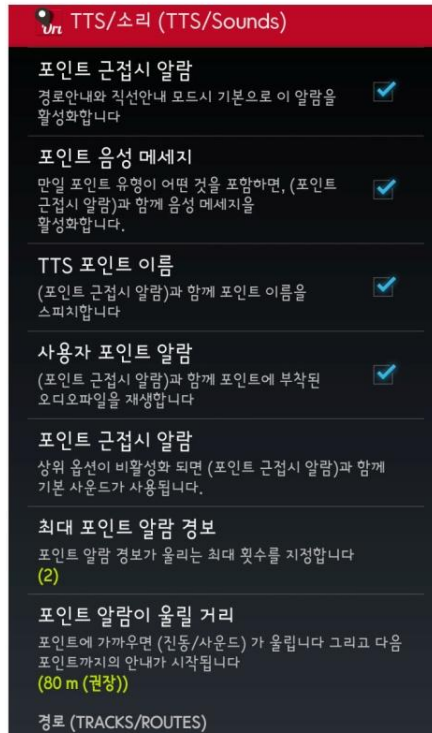 Oru
TTS/소리 (TTS/Sounds)
포인트 근접시 알람
경로안내와 직선안내 모드시 기본으로 이 알람을
활성화합니다
포인트 음성 메세지
만일 포인트 유형이 어떤 것을 포함하면, (포인트
근접시 알람)과 함께 음성 메세지을
활성화합니다.
TTS 포인트 이름
(포인트 근접시 알람)과 함께 포인트 이름을
스피치합니다
사용자 포인트 알람
(포인트 근접시 알람)과 함께 포인트에 부착된
오디오파일을 재생합니다
포인트 근접시 알람
상위 옵션이 비활성화 되면 (포인트 근접시 알람)과 함께
기본 사운드가 사용됩니다.
최대 포인트 알람 경보
포인트 알람 경보가 울리는 최대 횟수를 지정합니다
(2)
포인트 알람이 울릴 거리
포인트에 가까우면 (진동/사운드) 가 울립니다 그리고 다음
포인트까지의 안내가 시작됩니다
(80 m (권장))
경로 (TRACKS/ROUTES)